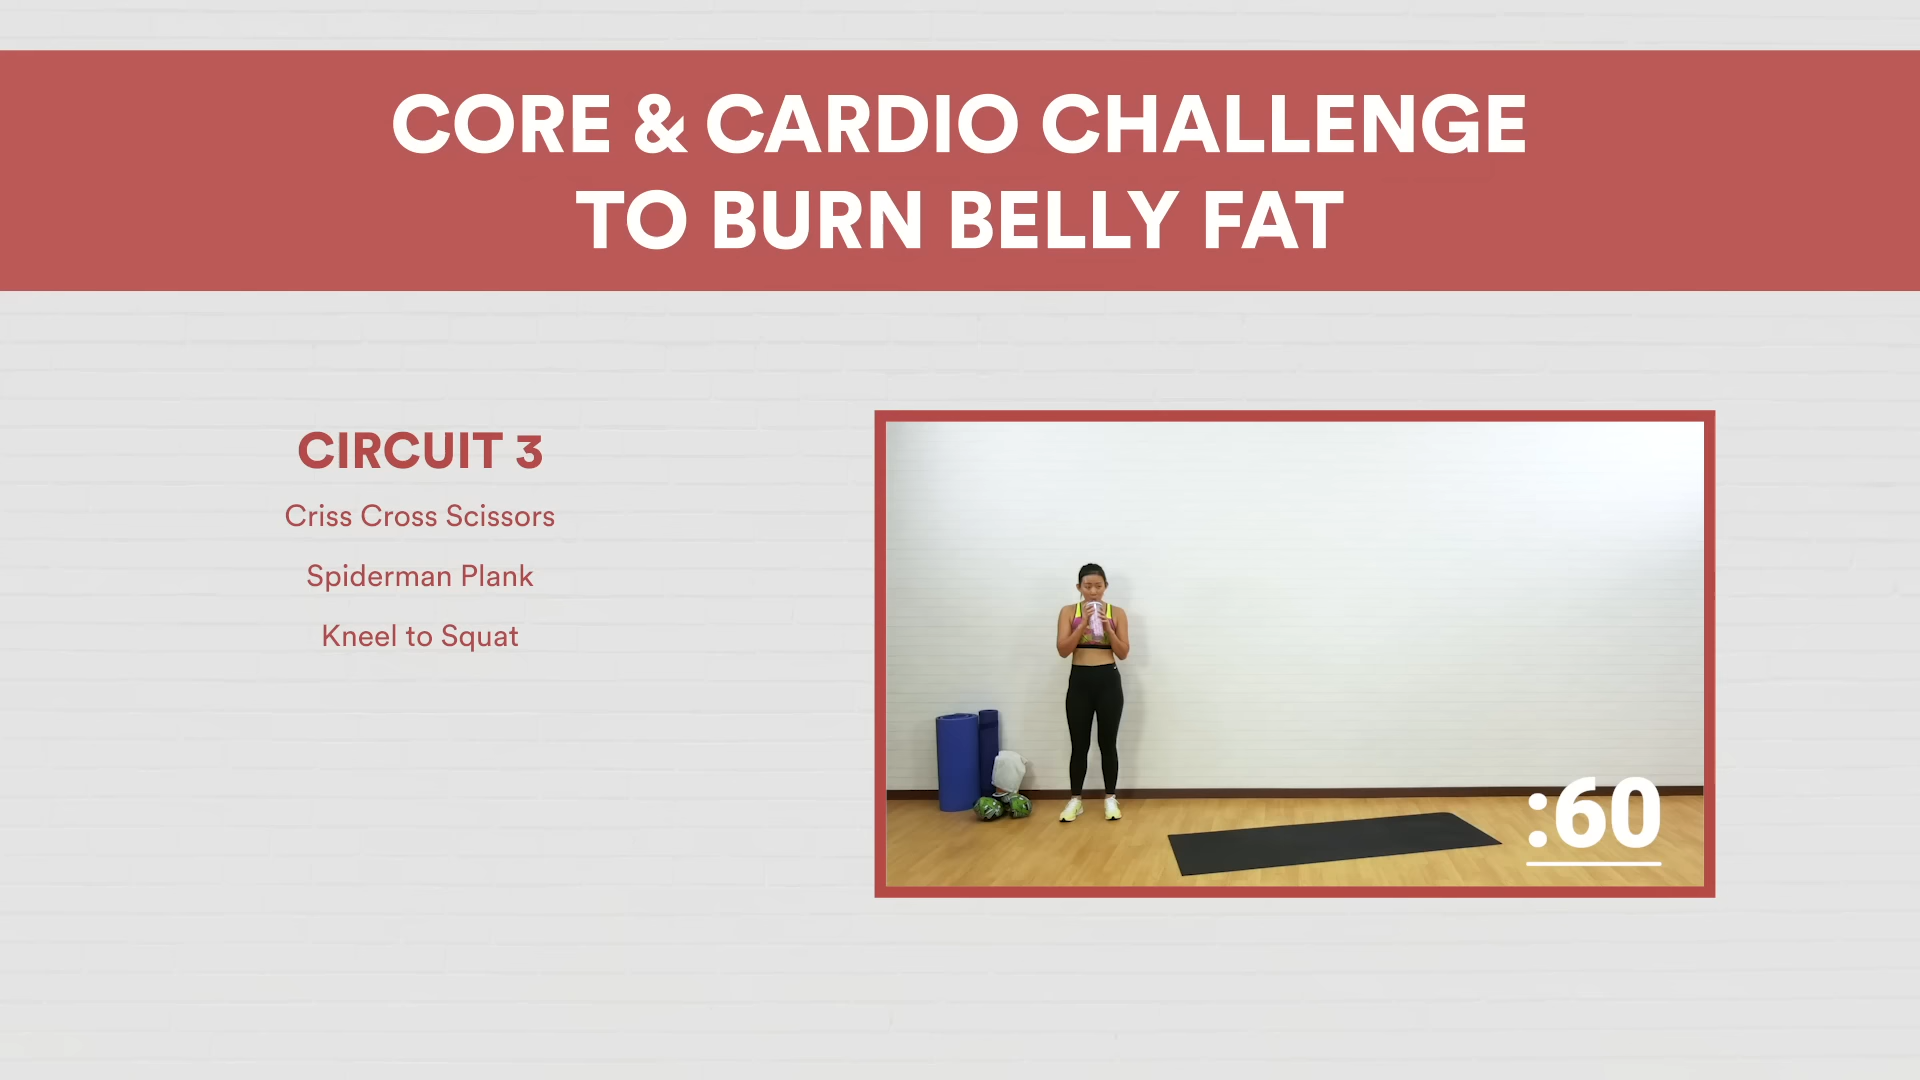 CORE & CARDIO CHALLENGE
TO BURN BELLY FAT
CIRCUIT 3
Criss Cross Scissors
Spiderman Plank
Kneel to Squat
:60